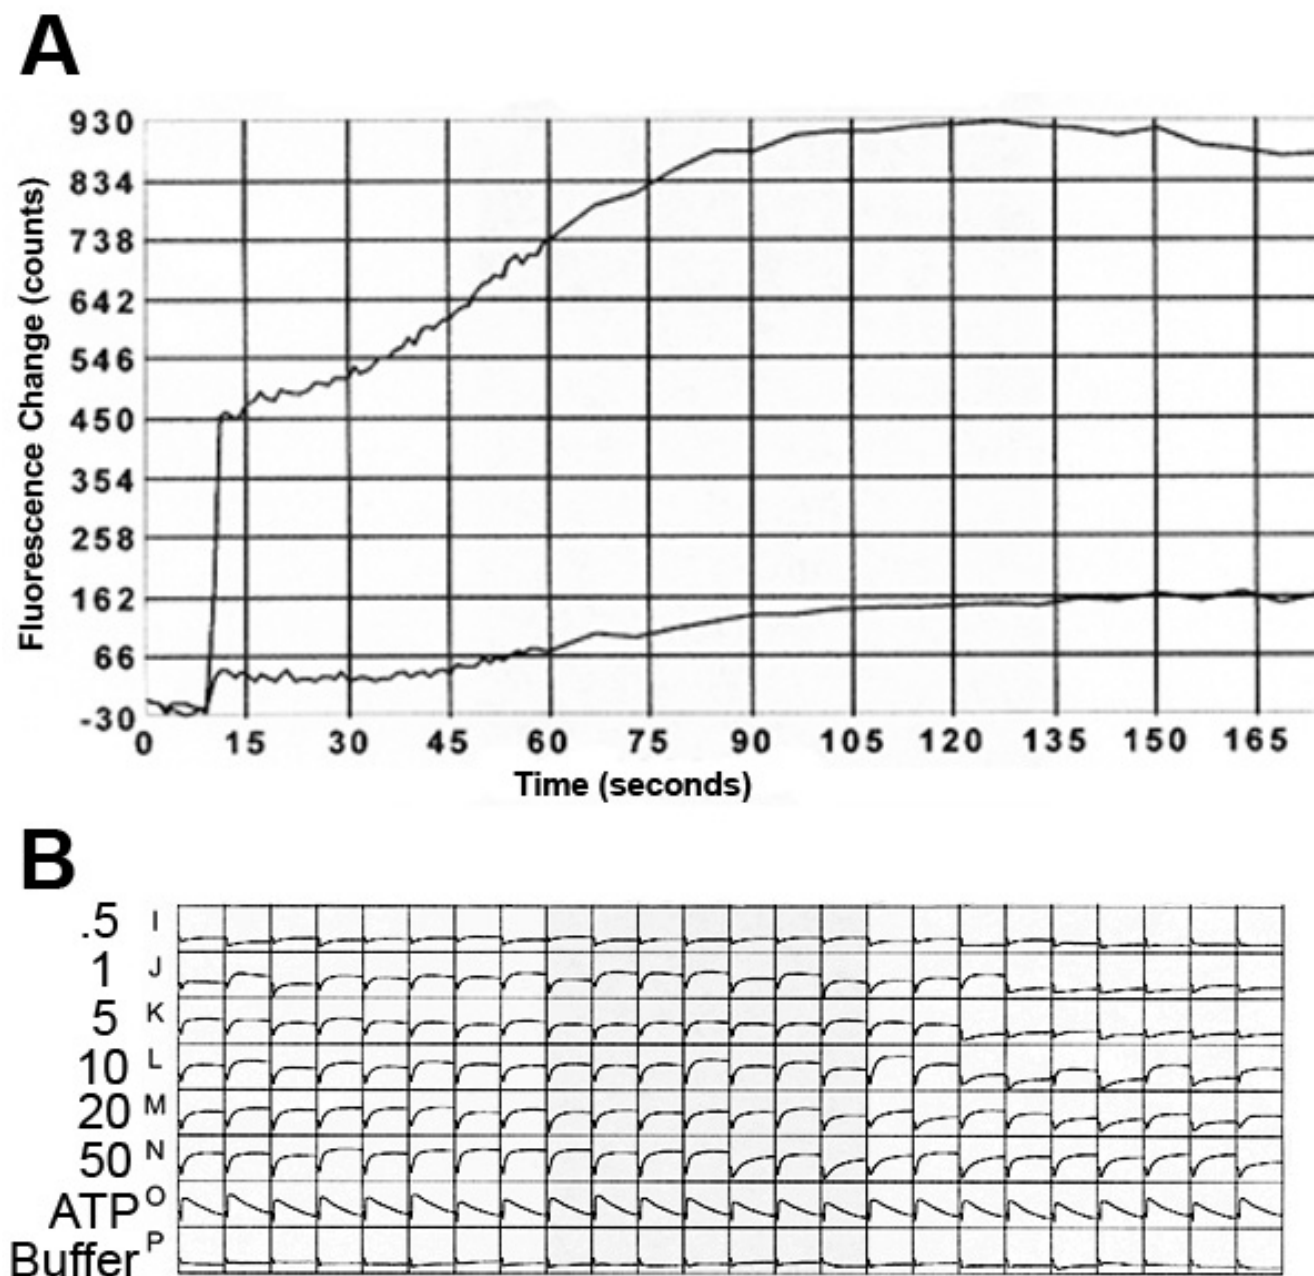 A
Fluorescence Change (counts)
930
834
738
642
546
450
354
258
162
66
-30
0 15 30 45 60 75 90 105 120 135 150 165
Time (seconds)
B
.5 I
1 J
5 K
10 L
20 M
50 N
ATP O
Buffer P